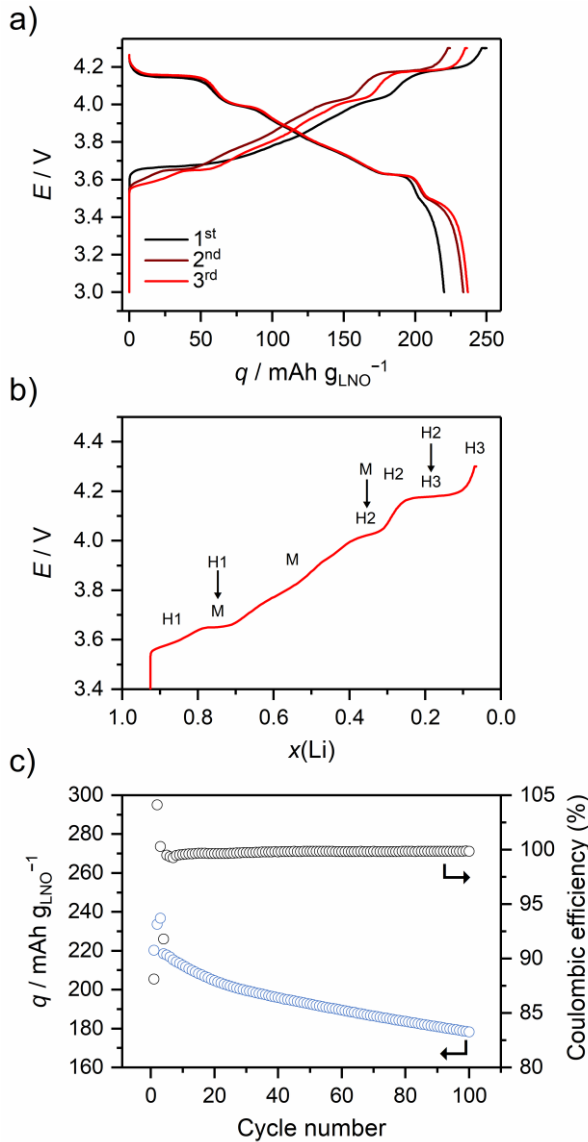 a)
E / V
4.2
4.0
3.8
3.6
3.4
3.2
3.0
1st
2nd
3rd
0 50 100 150 200 250
q / mAh gLNO−1
b)
E / V
4.4
4.2
4.0
3.8
3.6
3.4
H1
H1
M
M
M
H2
H2
H2
H3
H3
1.0 0.8 0.6 0.4 0.2 0.0
x(Li)
c)
q / mAh gLNO−1
300
280
260
240
220
200
180
160
105
100
95
90
85
80
Coulombic efficiency (%)
0 20 40 60 80 100
Cycle number